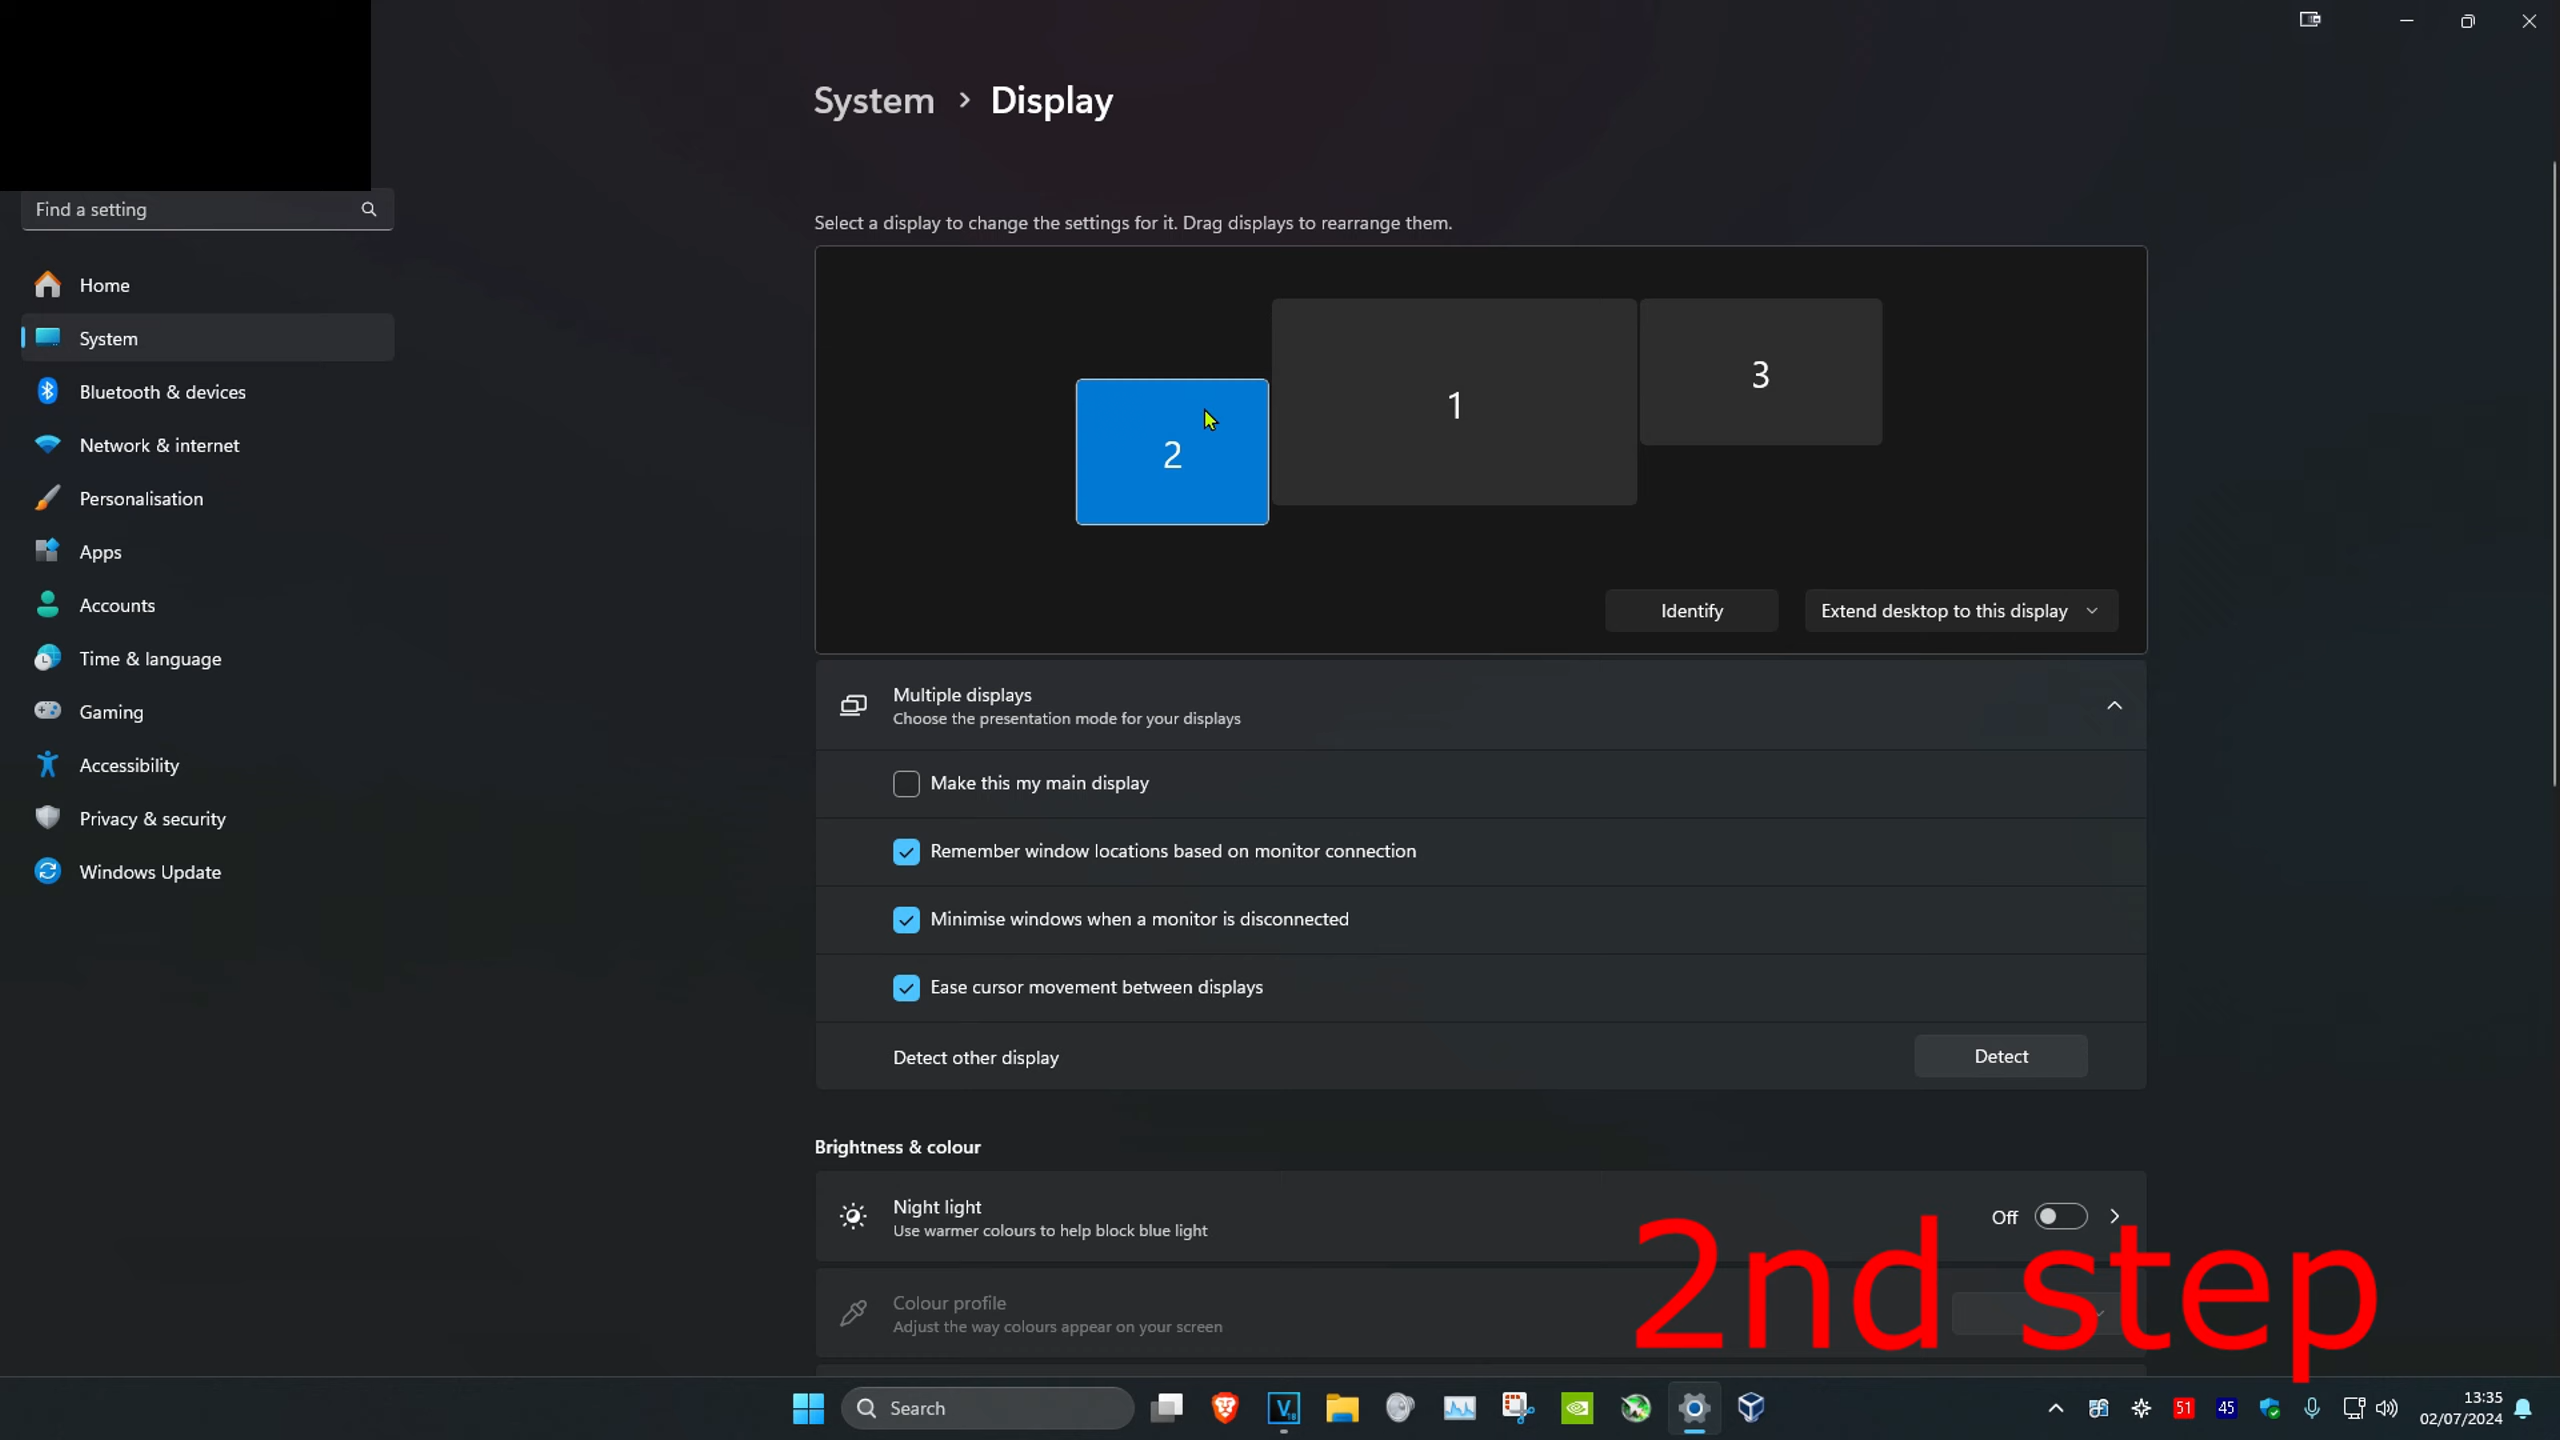 System > Display
Find a setting
Home
System
Bluetooth & devices
Network & internet
Personalisation
Apps
Accounts
Time & language
Gaming
Accessibility
Privacy & security
Windows Update
Select a display to change the settings for it. Drag displays to rearrange them.
2
1
3
Identify
Extend desktop to this display
Multiple displays
Choose the presentation mode for your displays
Make this my main display
Remember window locations based on monitor connection
Minimise windows when a monitor is disconnected
Ease cursor movement between displays
Detect other display
Detect
Brightness & colour
Night light
Use warmer colours to help block blue light
Off
Colour profile
Adjust the way colours appear on your screen
2nd step
Search
V
18
51
45
13:35
02/07/2024